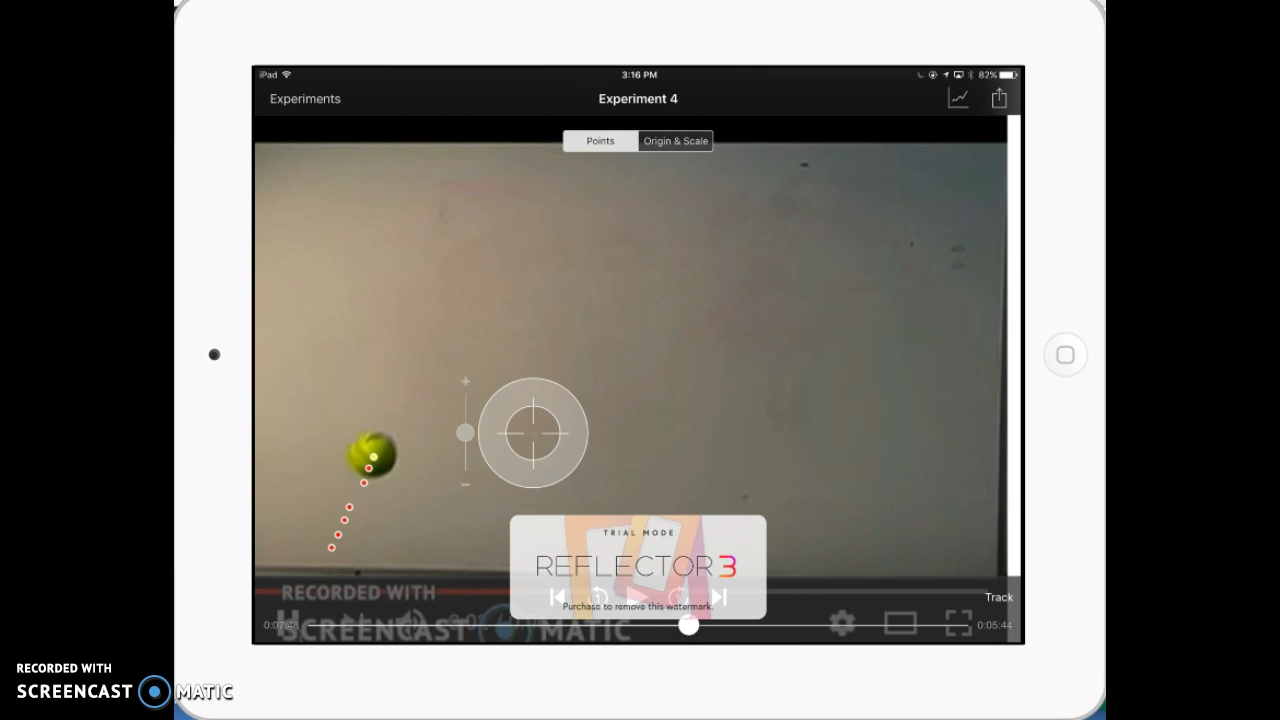 iPad
3:16 PM
82%
Experiments
Experiment 4
Points
Origin & Scale
TRIAL MODE
REFLECTOR 3
Purchase to remove this watermark.
RECORDED WITH
SCREENCAST MATIC
Track
0:05:44
RECORDED WITH
SCREENCAST MATIC